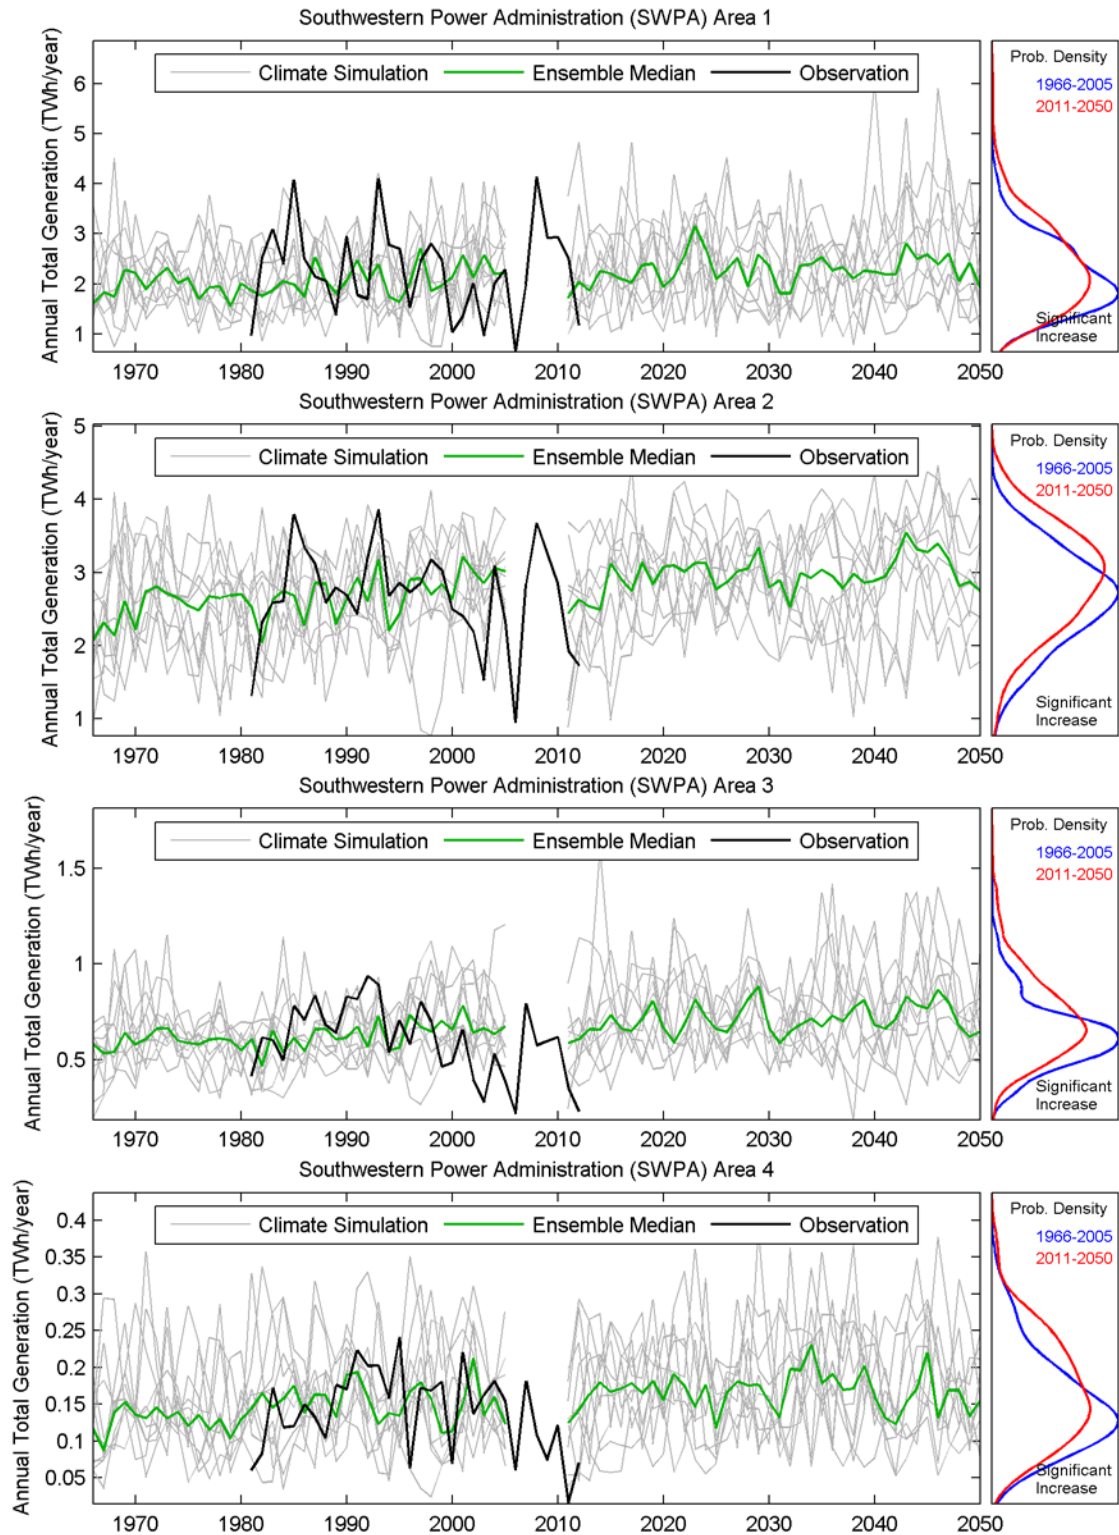 Southwestern Power Administration (SWPA) Area 1
Annual Total Generation (TWh/year)
6
5
4
3
2
1
Climate Simulation Ensemble Median Observation
1970 1980 1990 2000 2010 2020 2030 2040 2050
Prob. Density
1966-2005
2011-2050
Significant
Increase
Southwestern Power Administration (SWPA) Area 2
Annual Total Generation (TWh/year)
5
4
3
2
1
Climate Simulation Ensemble Median Observation
1970 1980 1990 2000 2010 2020 2030 2040 2050
Prob. Density
1966-2005
2011-2050
Significant
Increase
Southwestern Power Administration (SWPA) Area 3
Annual Total Generation (TWh/year)
1.5
1
0.5
Climate Simulation Ensemble Median Observation
1970 1980 1990 2000 2010 2020 2030 2040 2050
Prob. Density
1966-2005
2011-2050
Significant
Increase
Southwestern Power Administration (SWPA) Area 4
Annual Total Generation (TWh/year)
0.4
0.35
0.3
0.25
0.2
0.15
0.1
0.05
Climate Simulation Ensemble Median Observation
1970 1980 1990 2000 2010 2020 2030 2040 2050
Prob. Density
1966-2005
2011-2050
Significant
Increase